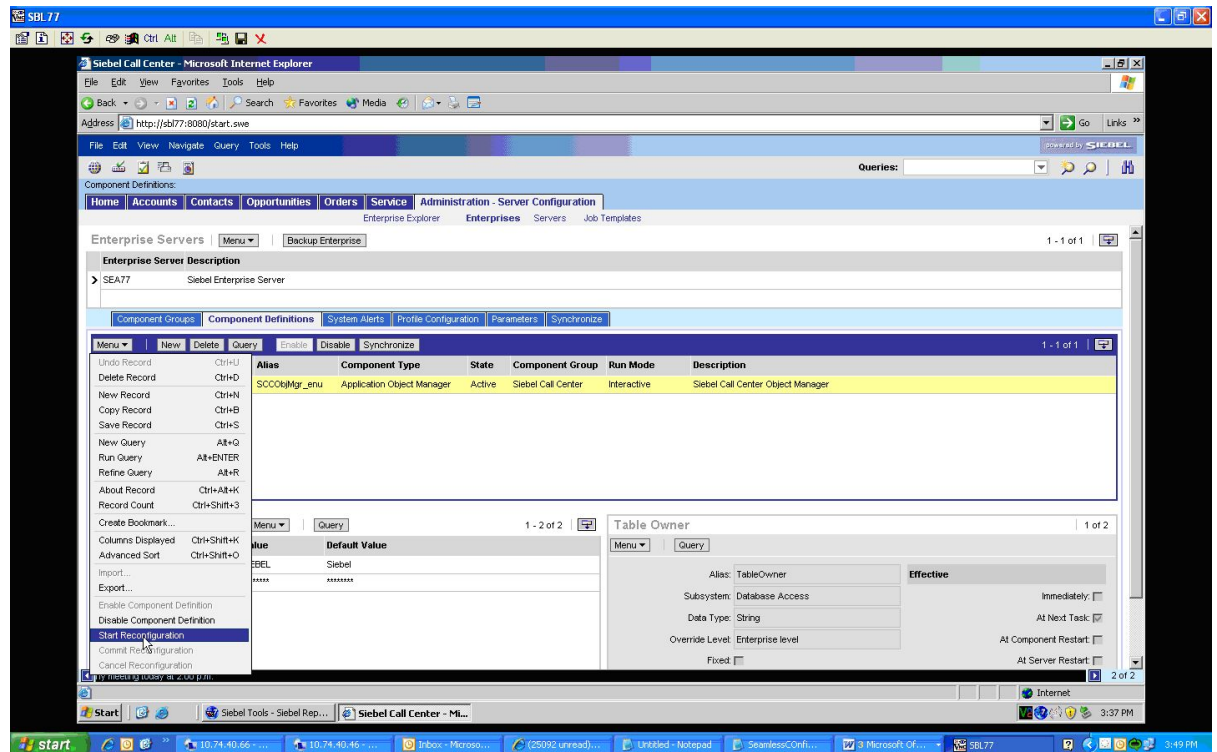 SBL77
Ctrl Alt
Siebel Call Center - Microsoft Internet Explorer
File Edit View Favorites Tools Help
Back Search Favorites Media
Address http://sbl77:8080/start.swe Go Links »
File Edit View Navigate Query Tools Help powered by SIEBEL
Queries:
Component Definitions:
Home Accounts Contacts Opportunities Orders Service Administration - Server Configuration
Enterprise Explorer Enterprises Servers Job Templates
Enterprise Servers Menu Backup Enterprise 1 - 1 of 1
Enterprise Server Description
SEA77 Siebel Enterprise Server
Component Groups Component Definitions System Alerts Profile Configuration Parameters Synchronize
Menu New Delete Query Enable Disable Synchronize 1 - 1 of 1
Undo Record Ctrl+U Alias Component Type State Component Group Run Mode Description
Delete Record Ctrl+D SCCObjMgr_enu Application Object Manager Active Siebel Call Center Interactive Siebel Call Center Object Manager
New Record Ctrl+N
Copy Record Ctrl+B
Save Record Ctrl+S
New Query Alt+Q
Run Query Alt+ENTER
Refine Query Alt+R
About Record Ctrl+Alt+K
Record Count Ctrl+Shift+3
Create Bookmark... Menu Query 1 - 2 of 2 Table Owner 1 of 2
Columns Displayed Ctrl+Shift+K alue Default Value Menu Query
Advanced Sort Ctrl+Shift+O EBEL Siebel
Import... ***** ********
Export...
Alias: TableOwner Effective
Subsystem: Database Access Immediately:
Enable Component Definition
Disable Component Definition Data Type: String At Next Task:
Start Reconfiguration Override Level: Enterprise level At Component Restart:
Commit Reconfiguration
Cancel Reconfiguration Fixed: At Server Restart:
ny meeting today at 2:00 p.m. 2 of 2
Internet
Start Siebel Tools - Siebel Rep... Siebel Call Center - Mi... 3:37 PM
start 10.74.40.66 - ... 10.74.40.46 - ... Inbox - Microso... (25092 unread)... Untitled - Notepad SeamlessCOnfi... 3 Microsoft Of... SBL77 3:49 PM